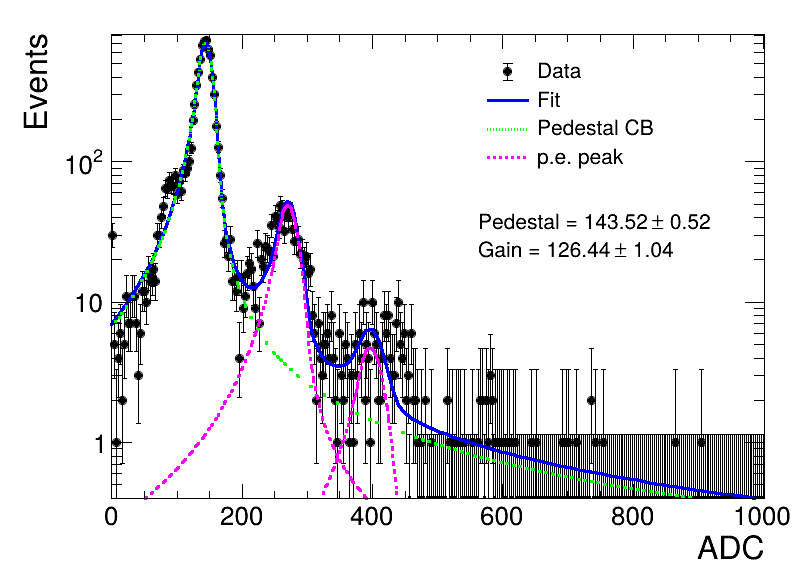 Events
Data
Fit
Pedestal CB
p.e. peak
10²
Pedestal = 143.52 ± 0.52
Gain = 126.44 ± 1.04
10
1
0 200 400 600 800 1000
ADC